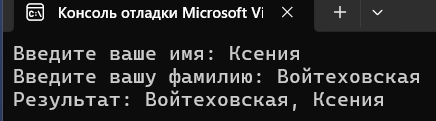 Консоль отладки Microsoft Vi
Введите ваше имя: Ксения
Введите вашу фамилию: Войтеховская
Результат: Войтеховская, Ксения